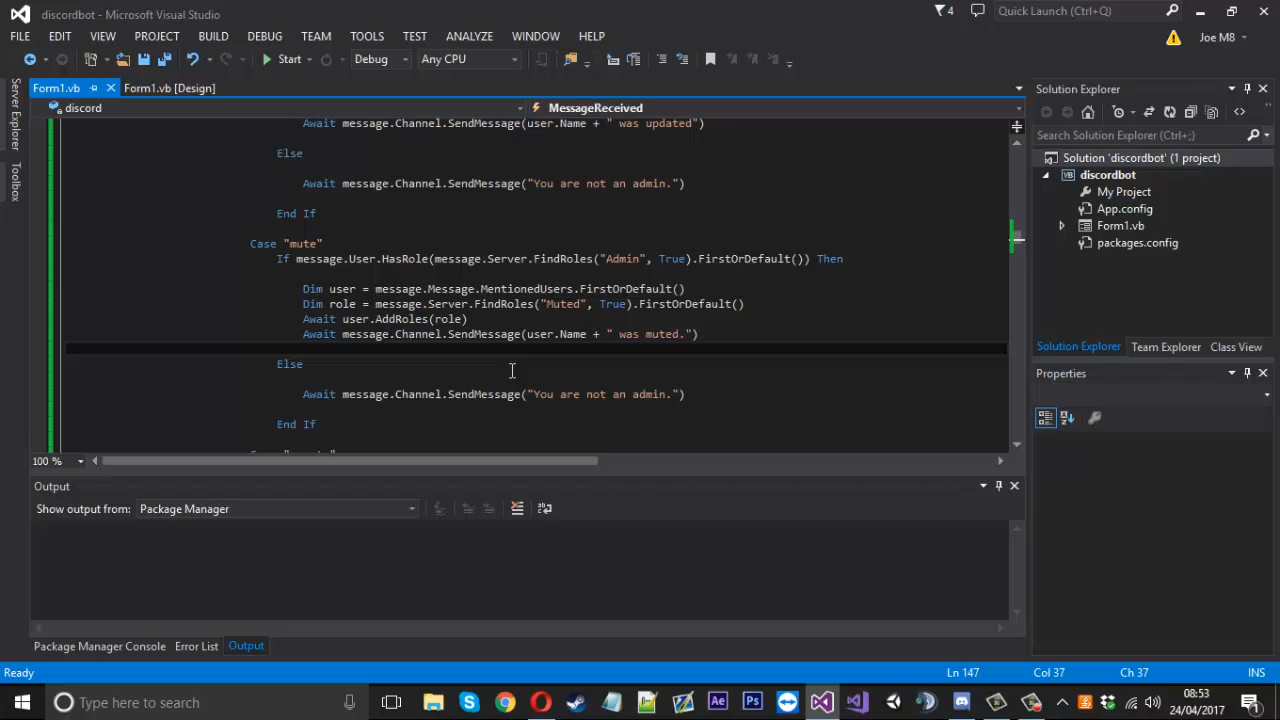 discordbot - Microsoft Visual Studio
4
Quick Launch (Ctrl+Q)
FILE EDIT VIEW PROJECT BUILD DEBUG TEAM TOOLS TEST ANALYZE WINDOW HELP
Joe M8
Start
Debug
Any CPU
Server Explorer
Toolbox
Form1.vb
Form1.vb [Design]
discord
MessageReceived
Await message.Channel.SendMessage(user.Name + " was updated")
Else
Await message.Channel.SendMessage("You are not an admin.")
End If
Case "mute"
If message.User.HasRole(message.Server.FindRoles("Admin", True).FirstOrDefault()) Then
Dim user = message.Message.MentionedUsers.FirstOrDefault()
Dim role = message.Server.FindRoles("Muted", True).FirstOrDefault()
Await user.AddRoles(role)
Await message.Channel.SendMessage(user.Name + " was muted.")
Else
Await message.Channel.SendMessage("You are not an admin.")
End If
100 %
Output
Show output from: Package Manager
Package Manager Console Error List Output
Solution Explorer
Search Solution Explorer (Ctrl+;)
Solution 'discordbot' (1 project)
discordbot
My Project
App.config
Form1.vb
packages.config
Solution Explorer Team Explorer Class View
Properties
Ready
Ln 147 Col 37 Ch 37 INS
Type here to search
Ae
Ps
08:53
24/04/2017